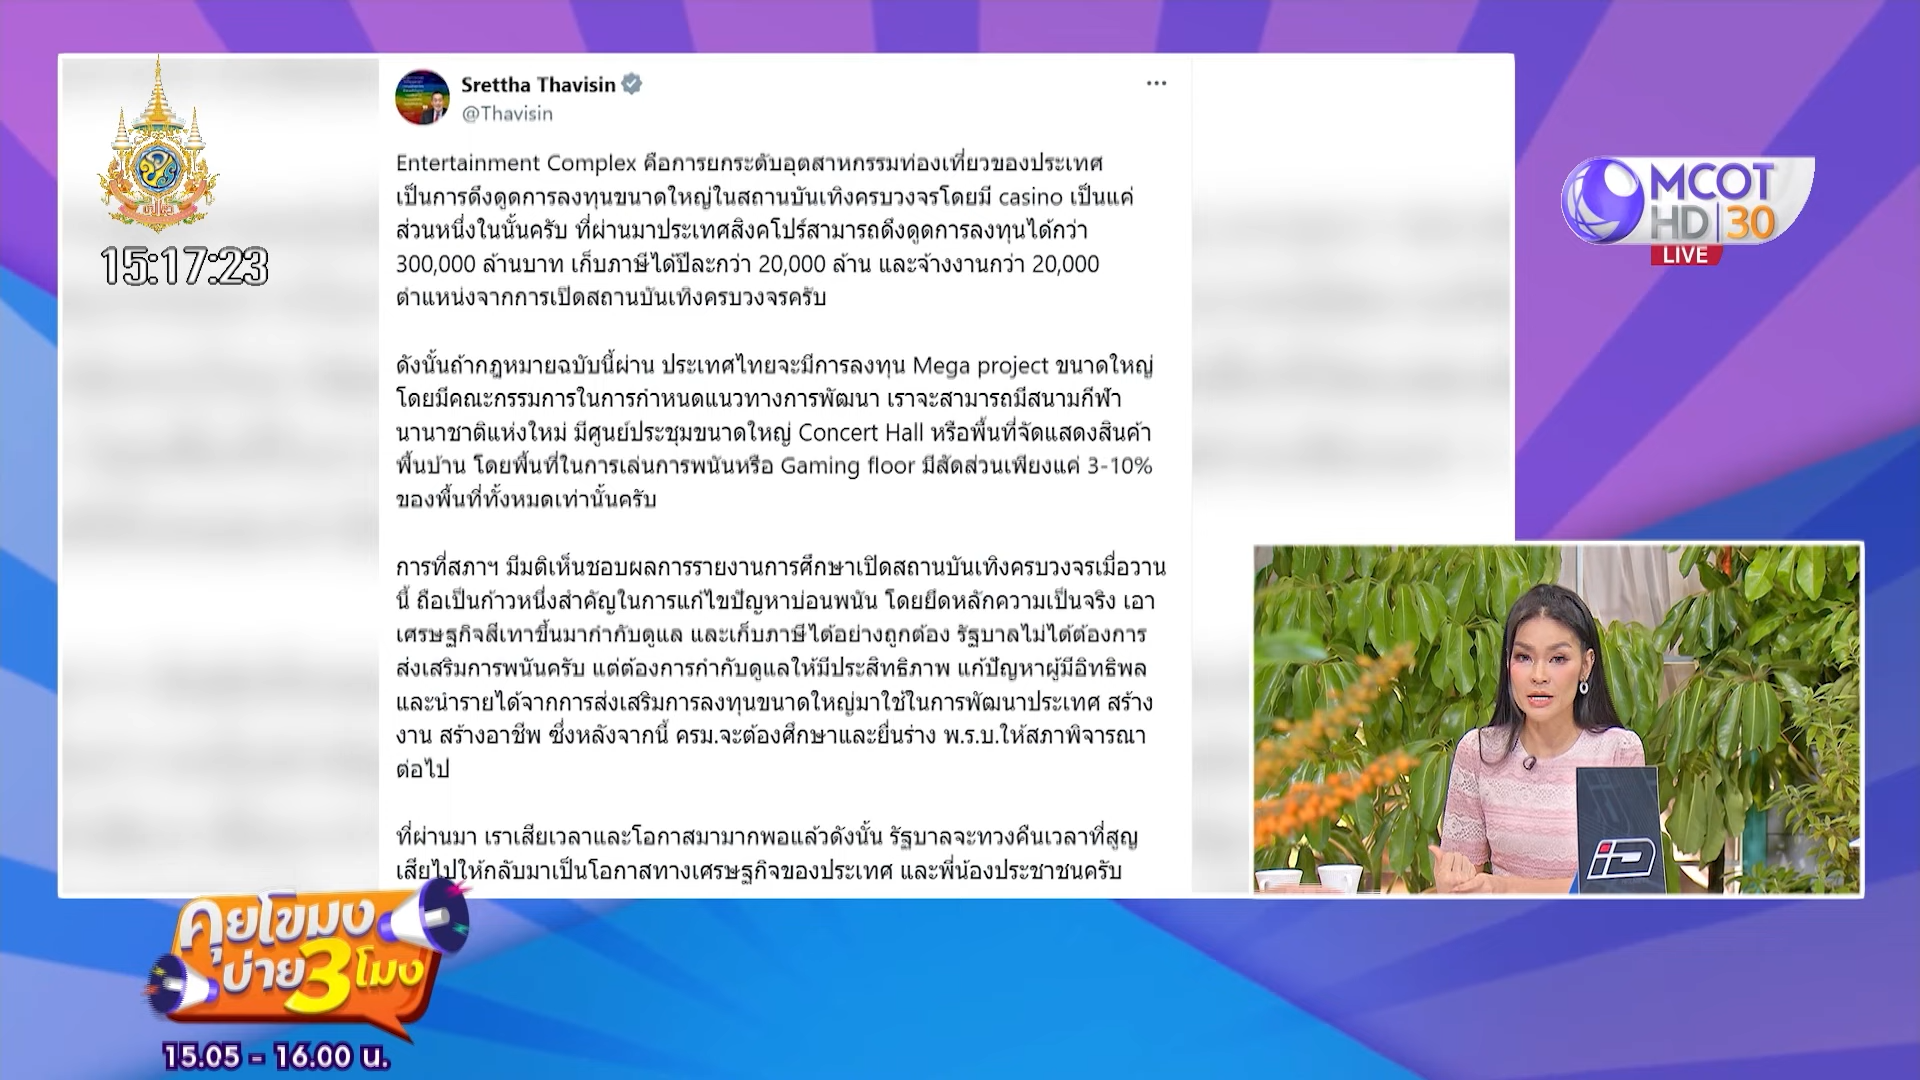 15:17:23
Srettha Thavisin
@Thavisin
Entertainment Complex คือการยกระดับอุตสาหกรรมท่องเที่ยวของประเทศ
เป็นการดึงดูดการลงทุนขนาดใหญ่ในสถานบันเทิงครบวงจรโดยมี casino เป็นแค่
ส่วนหนึ่งในนั้นครับ ที่ผ่านมาประเทศสิงคโปร์สามารถดึงดูดการลงทุนได้กว่า
300,000 ล้านบาท เก็บภาษีได้ปีละกว่า 20,000 ล้าน และจ้างงานกว่า 20,000
ตำแหน่งจากการเปิดสถานบันเทิงครบวงจรครับ
ดังนั้นถ้ากฎหมายฉบับนี้ผ่าน ประเทศไทยจะมีการลงทุน Mega project ขนาดใหญ่
โดยมีคณะกรรมการในการกำหนดแนวทางการพัฒนา เราจะสามารถมีสนามกีฬา
นานาชาติแห่งใหม่ มีศูนย์ประชุมขนาดใหญ่ Concert Hall หรือพื้นที่จัดแสดงสินค้า
พื้นบ้าน โดยพื้นที่ในการเล่นการพนันหรือ Gaming floor มีสัดส่วนเพียงแค่ 3-10%
ของพื้นที่ทั้งหมดเท่านั้นครับ
การที่สภาฯ มีมติเห็นชอบผลการรายงานการศึกษาเปิดสถานบันเทิงครบวงจรเมื่อวาน
นี้ ถือเป็นก้าวหนึ่งสำคัญในการแก้ไขปัญหาบ่อนพนัน โดยยึดหลักความเป็นจริง เอา
เศรษฐกิจสีเทาขึ้นมากำกับดูแล และเก็บภาษีได้อย่างถูกต้อง รัฐบาลไม่ได้ต้องการ
ส่งเสริมการพนันครับ แต่ต้องการกำกับดูแลให้มีประสิทธิภาพ แก้ปัญหาผู้มีอิทธิพล
และนำรายได้จากการส่งเสริมการลงทุนขนาดใหญ่มาใช้ในการพัฒนาประเทศ สร้าง
งาน สร้างอาชีพ ซึ่งหลังจากนี้ ครม.จะต้องศึกษาและยื่นร่าง พ.ร.บ.ให้สภาพิจารณา
ต่อไป
ที่ผ่านมา เราเสียเวลาและโอกาสมามากพอแล้วดังนั้น รัฐบาลจะทวงคืนเวลาที่สูญ
เสียไปให้กลับมาเป็นโอกาสทางเศรษฐกิจของประเทศ และพี่น้องประชาชนครับ
MCOT
HD 30
LIVE
iD
คุยโขมง
บ่าย 3 โมง
15.05 - 16.00 น.